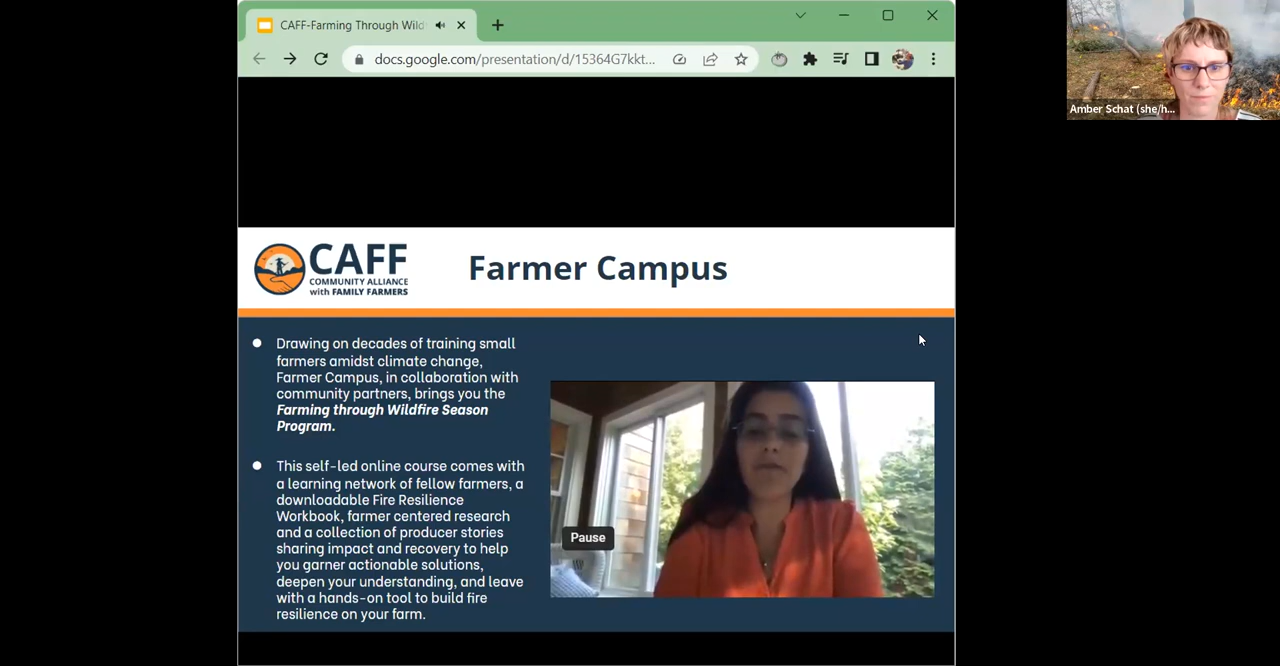 CAFF-Farming Through Wild
docs.google.com/presentation/d/15364G7kkt...
Amber Schat (she/h...
CAFF
COMMUNITY ALLIANCE
with FAMILY FARMERS
Farmer Campus
Drawing on decades of training small
farmers amidst climate change,
Farmer Campus, in collaboration with
community partners, brings you the
Farming through Wildfire Season
Program.
This self-led online course comes with
a learning network of fellow farmers, a
downloadable Fire Resilience
Workbook, farmer centered research
and a collection of producer stories
sharing impact and recovery to help
you garner actionable solutions,
deepen your understanding, and leave
with a hands-on tool to build fire
resilience on your farm.
Pause